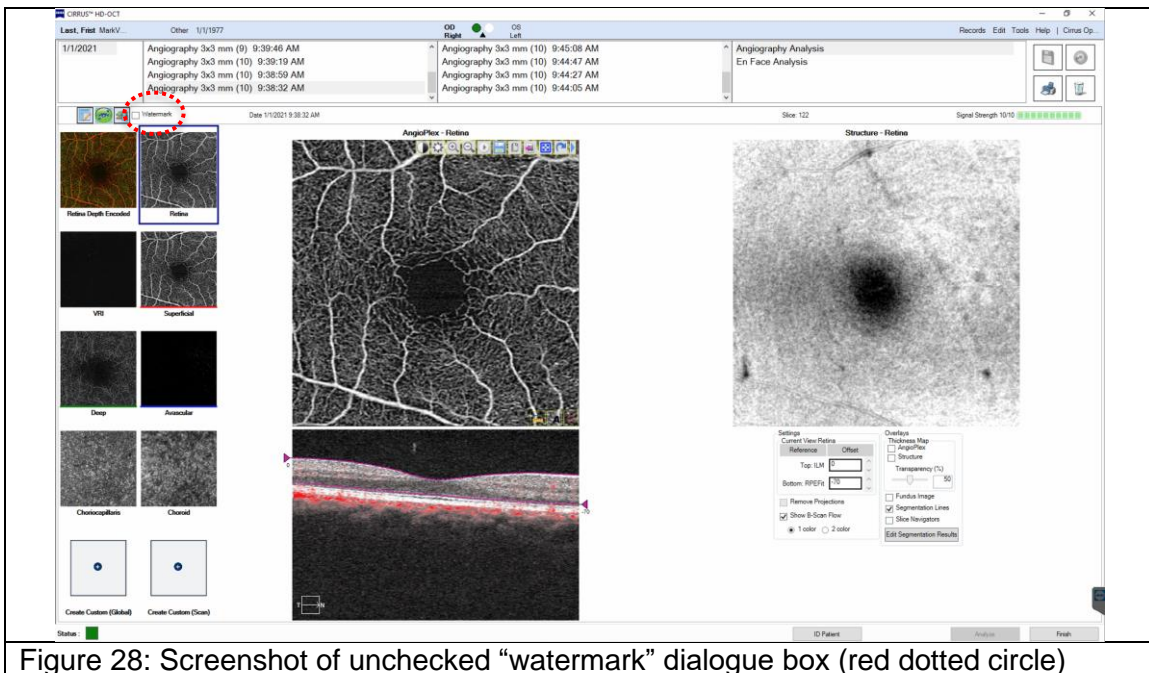 CIRRUS™ HD-OCT
Last, Frist MarkV... Other 1/1/1977 OD Right OS Left Records Edit Tools Help | Cirrus Op...
1/1/2021
Angiography 3x3 mm (9) 9:39:46 AM
Angiography 3x3 mm (10) 9:39:19 AM
Angiography 3x3 mm (10) 9:38:59 AM
Angiography 3x3 mm (10) 9:38:32 AM
Angiography 3x3 mm (10) 9:45:08 AM
Angiography 3x3 mm (10) 9:44:47 AM
Angiography 3x3 mm (10) 9:44:27 AM
Angiography 3x3 mm (10) 9:44:05 AM
Angiography Analysis
En Face Analysis
Watermark Date 1/1/2021 9:38:32 AM Slice: 122 Signal Strength 10/10
AngioPlex - Retina
Structure - Retina
Retina Depth Encoded Retina
VRI Superficial
Deep Avascular
Choriocapillaris Choroid
Create Custom (Global) Create Custom (Scan)
0
-70
T N
Settings
Current View Retina
Reference Offset
Top: ILM 0
Bottom: RPEFit -70
Remove Projections
Show B-Scan Flow
1 color 2 color
Overlays
Thickness Map
AngioPlex
Structure
Transparency (%)
50
Fundus Image
Segmentation Lines
Slice Navigators
Edit Segmentation Results
Status : ID Patient Analyze Finish
Figure 28: Screenshot of unchecked “watermark” dialogue box (red dotted circle)